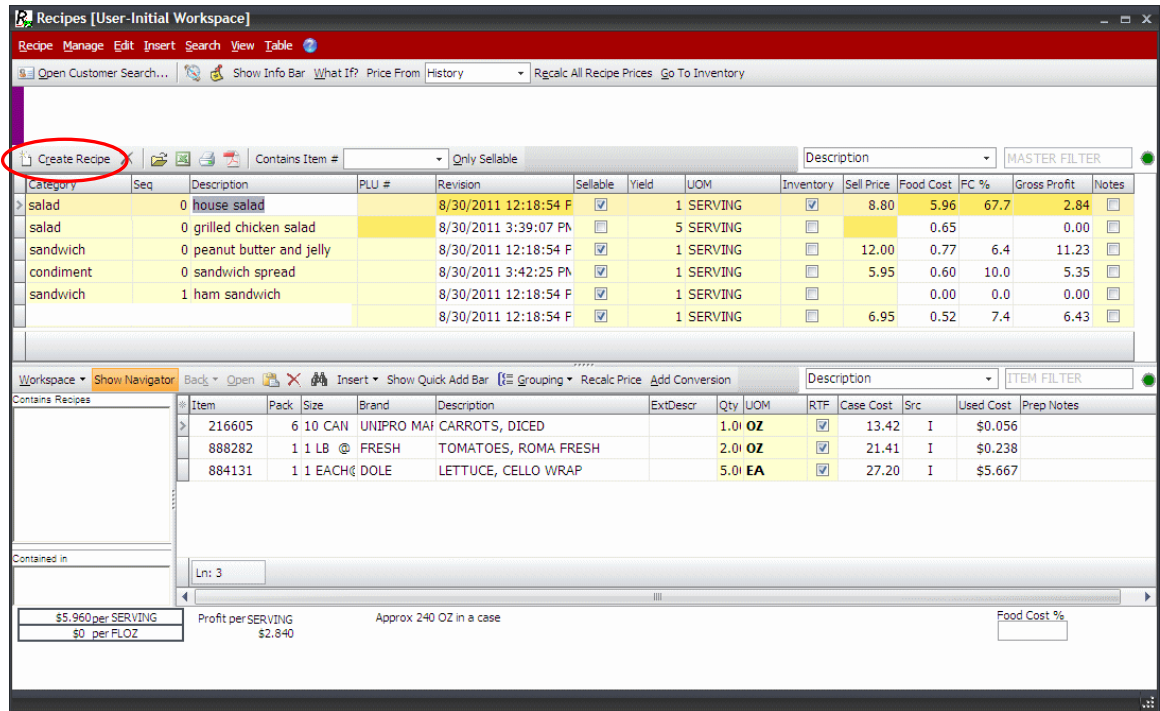 Recipes [User-Initial Workspace]
Recipe Manage Edit Insert Search View Table
Open Customer Search... Show Info Bar What If? Price From History Recalc All Recipe Prices Go To Inventory
Create Recipe Contains Item # Only Sellable Description MASTER FILTER
Category Seq Description PLU # Revision Sellable Yield UOM Inventory Sell Price Food Cost FC % Gross Profit Notes
salad 0 house salad 8/30/2011 12:18:54 P 1 SERVING 8.80 5.96 67.7 2.84
salad 0 grilled chicken salad 8/30/2011 3:39:07 PM 5 SERVING 0.65 0.00
sandwich 0 peanut butter and jelly 8/30/2011 12:18:54 P 1 SERVING 12.00 0.77 6.4 11.23
condiment 0 sandwich spread 8/30/2011 3:42:25 PM 1 SERVING 5.95 0.60 10.0 5.35
sandwich 1 ham sandwich 8/30/2011 12:18:54 P 1 SERVING 0.00 0.0 0.00
8/30/2011 12:18:54 P 1 SERVING 6.95 0.52 7.4 6.43
Workspace Show Navigator Back Open Insert Show Quick Add Bar Grouping Recalc Price Add Conversion Description ITEM FILTER
Contains Recipes
Item Pack Size Brand Description ExtDescr Qty UOM RTF Case Cost Src Used Cost Prep Notes
216605 6 10 CAN UNIPRO MAF CARROTS, DICED 1.0 OZ 13.42 I $0.056
888282 1 1 LB @ FRESH TOMATOES, ROMA FRESH 2.0 OZ 21.41 I $0.238
884131 1 1 EACH@ DOLE LETTUCE, CELLO WRAP 5.0 EA 27.20 I $5.667
Contained in
Ln: 3
$5.960 per SERVING Profit per SERVING Approx 240 OZ in a case Food Cost %
$0 per FLOZ $2.840